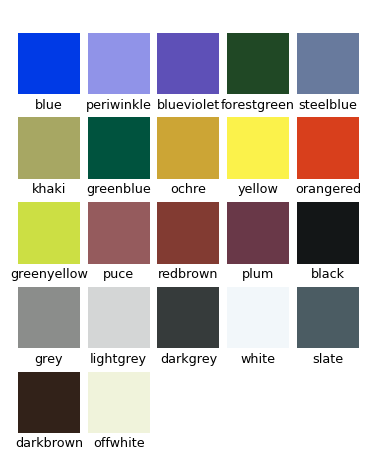 blue periwinkle blueviolet forestgreen steelblue
khaki greenblue ochre yellow orangered
greenyellow puce redbrown plum black
grey lightgrey darkgrey white slate
darkbrown offwhite